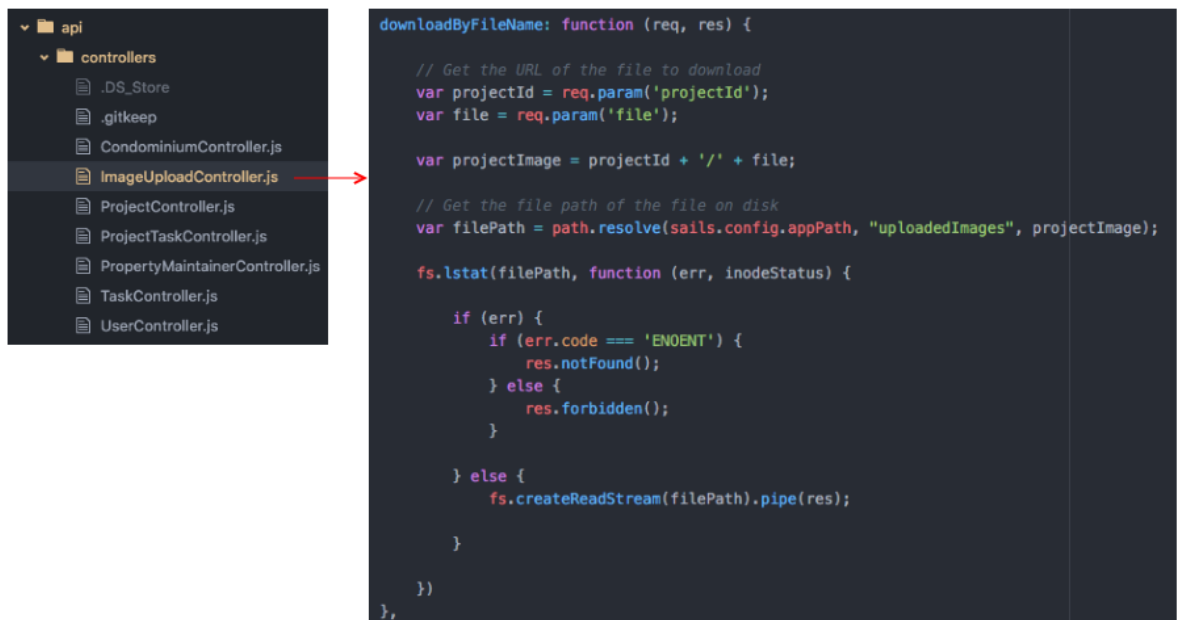 api
controllers
.DS_Store
.gitkeep
CondominiumController.js
ImageUploadController.js
ProjectController.js
ProjectTaskController.js
PropertyMaintainerController.js
TaskController.js
UserController.js
downloadByFileName: function (req, res) {
// Get the URL of the file to download
var projectId = req.param('projectId');
var file = req.param('file');
var projectImage = projectId + '/' + file;
// Get the file path of the file on disk
var filePath = path.resolve(sails.config.appPath, "uploadedImages", projectImage);
fs.lstat(filePath, function (err, inodeStatus) {
if (err) {
if (err.code === 'ENOENT') {
res.notFound();
} else {
res.forbidden();
}
} else {
fs.createReadStream(filePath).pipe(res);
}
})
},